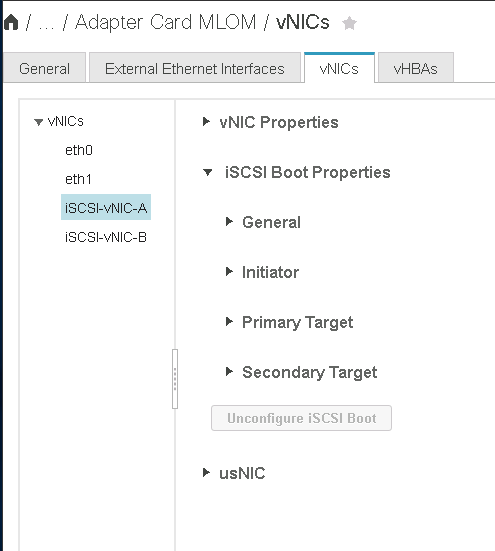 / ... / Adapter Card MLOM / vNICs
General External Ethernet Interfaces vNICs vHBAs
vNICs
eth0
eth1
iSCSI-vNIC-A
iSCSI-vNIC-B
vNIC Properties
iSCSI Boot Properties
General
Initiator
Primary Target
Secondary Target
Unconfigure iSCSI Boot
usNIC